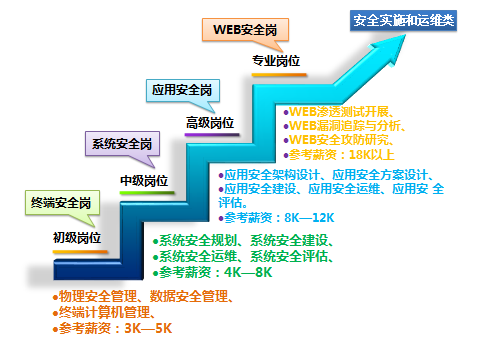 安全实施和运维类
WEB安全岗
专业岗位
●WEB渗透测试开展、
●WEB漏洞追踪与分析、
●WEB安全攻防研究、
●参考薪资：18K以上
应用安全岗
高级岗位
●应用安全架构设计、应用安全方案设计、
●应用安全建设、应用安全运维、应用安 全
评估。
●参考薪资：8K—12K
系统安全岗
中级岗位
●系统安全规划、系统安全建设、
●系统安全运维、系统安全评估、
●参考薪资：4K—8K
终端安全岗
初级岗位
●物理安全管理、数据安全管理、
●终端计算机管理、
●参考薪资：3K—5K